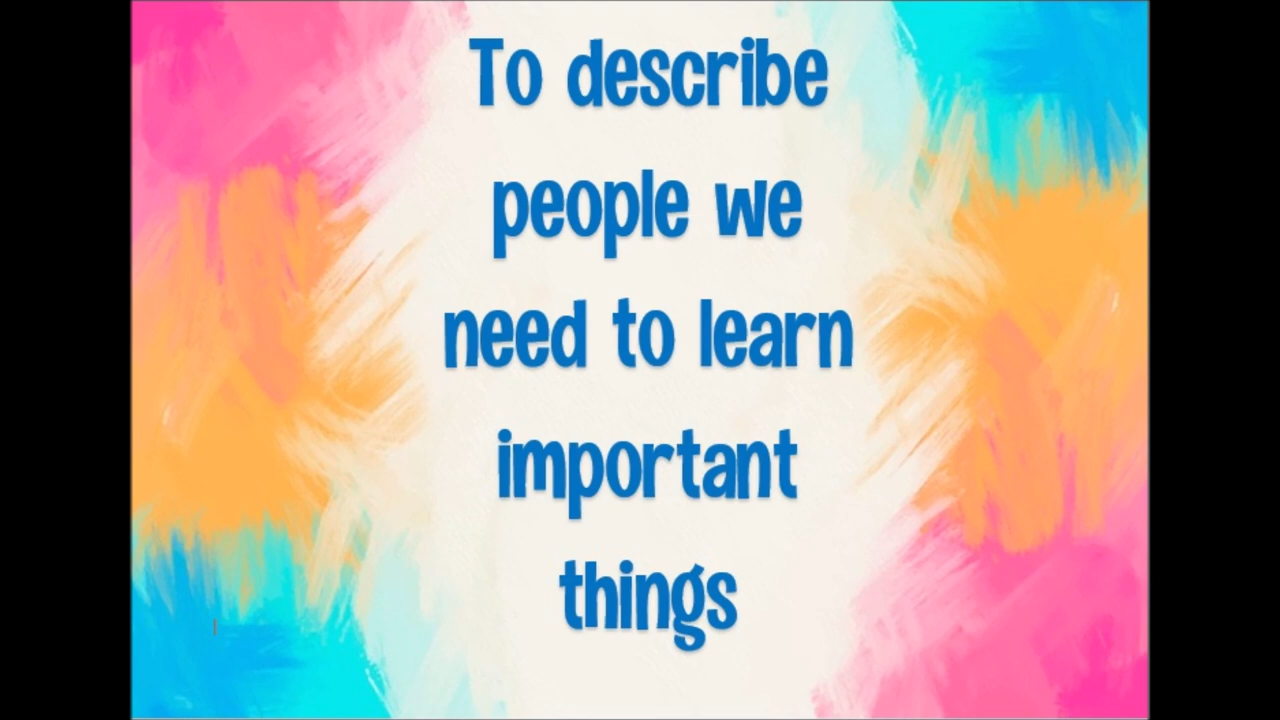 To describe
people we
need to learn
important
things